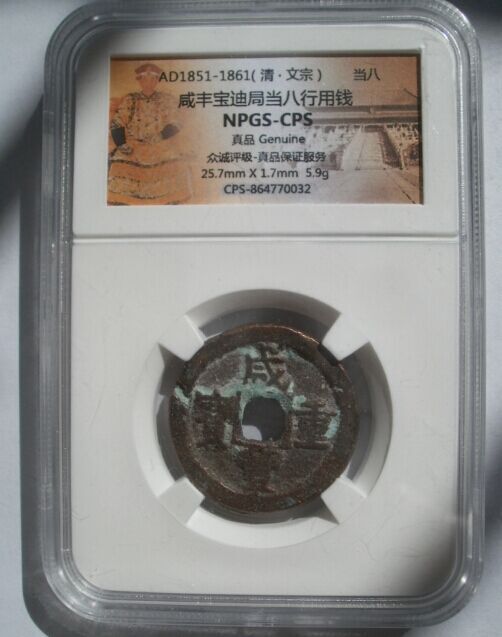 AD1851-1861(清·文宗) 当八
咸丰宝迪局当八行用钱
NPGS-CPS
真品 Genuine
众诚评级-真品保证服务
25.7mm X 1.7mm 5.9g
CPS-864770032
咸
寳 重